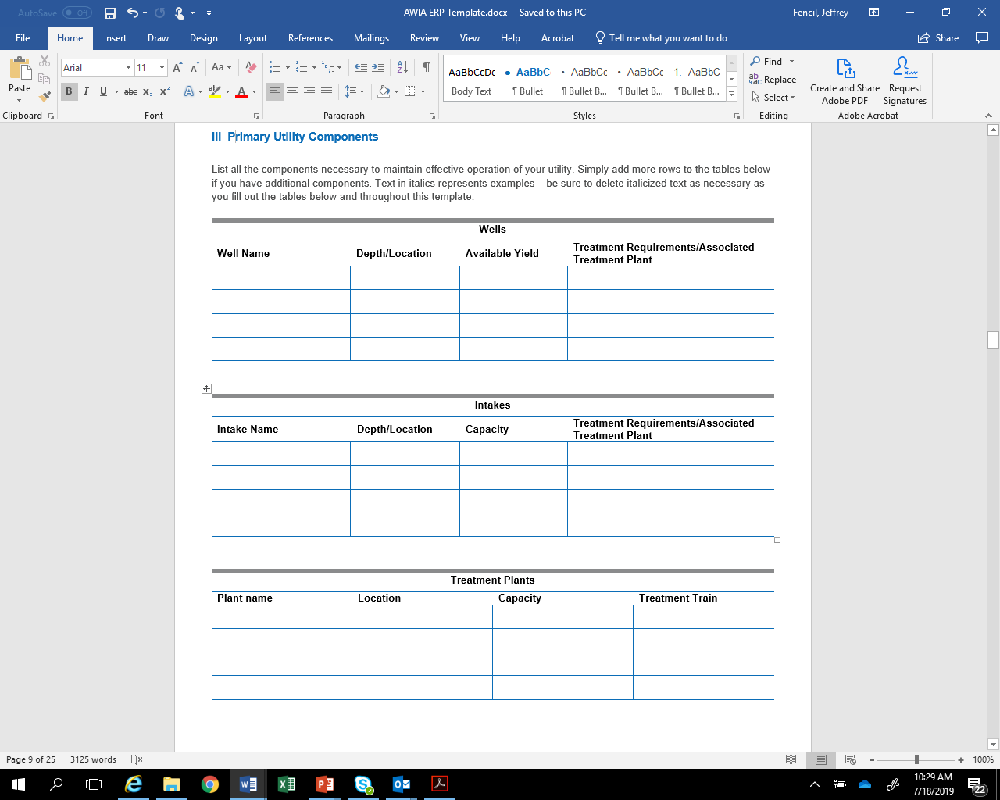 AutoSave Off
AWIA ERP Template.docx - Saved to this PC
Fencil, Jeffrey
File Home Insert Draw Design Layout References Mailings Review View Help Acrobat Tell me what you want to do Share
Paste
Clipboard
Arial 11 A A Aa
B I U abc x2 x2 A ab A
Font
Paragraph
AaBbCcDc AaBbC AaBbCc AaBbCc 1. AaBbC
Body Text ¶ Bullet ¶ Bullet B... ¶ Bullet B... ¶ Bullet B...
Styles
Find
Replace
Select
Editing
Create and Share Adobe PDF
Request Signatures
Adobe Acrobat
iii Primary Utility Components
List all the components necessary to maintain effective operation of your utility. Simply add more rows to the tables below
if you have additional components. Text in italics represents examples – be sure to delete italicized text as necessary as
you fill out the tables below and throughout this template.
Wells
Well Name Depth/Location Available Yield Treatment Requirements/Associated Treatment Plant
Intakes
Intake Name Depth/Location Capacity Treatment Requirements/Associated Treatment Plant
Treatment Plants
Plant name Location Capacity Treatment Train
Page 9 of 25 3125 words 100%
10:29 AM
7/18/2019
22